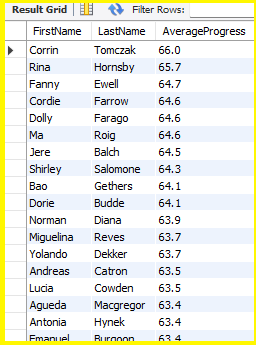 Result Grid Filter Rows:
FirstName LastName AverageProgress
Corrin Tomczak 66.0
Rina Hornsby 65.7
Fanny Ewell 64.7
Cordie Farrow 64.6
Dolly Farago 64.6
Ma Roig 64.6
Jere Balch 64.5
Shirley Salomone 64.3
Bao Gethers 64.1
Dorie Budde 64.1
Norman Diana 63.9
Miguelina Reves 63.7
Yolando Dekker 63.7
Andreas Catron 63.5
Lucia Cowden 63.5
Agueda Macgregor 63.4
Antonia Hynek 63.4
Emanuel Burgoon 63.4